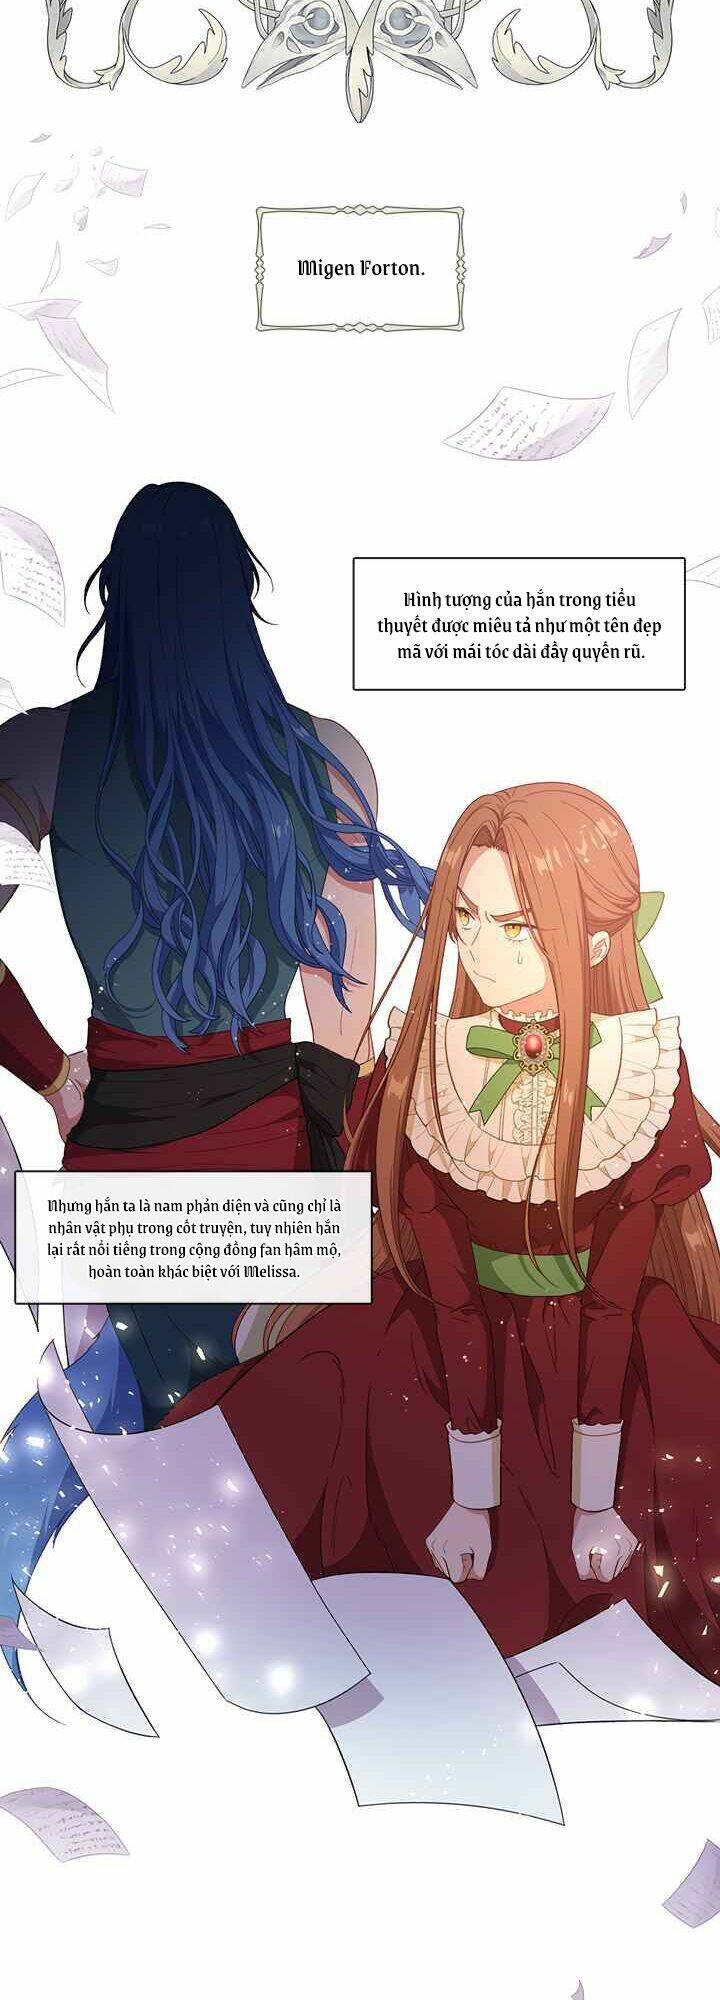 Migen Forton.
Hình tượng của hắn trong tiểu
thuyết được miêu tả như một tên đẹp
mã với mái tóc dài đầy quyến rũ.
Nhưng hắn ta là nam phản diện và cũng chỉ là
nhân vật phụ trong cốt truyện, tuy nhiên hắn
lại rất nổi tiếng trong cộng đồng fan hâm mộ,
hoàn toàn khác biệt với Melissa.